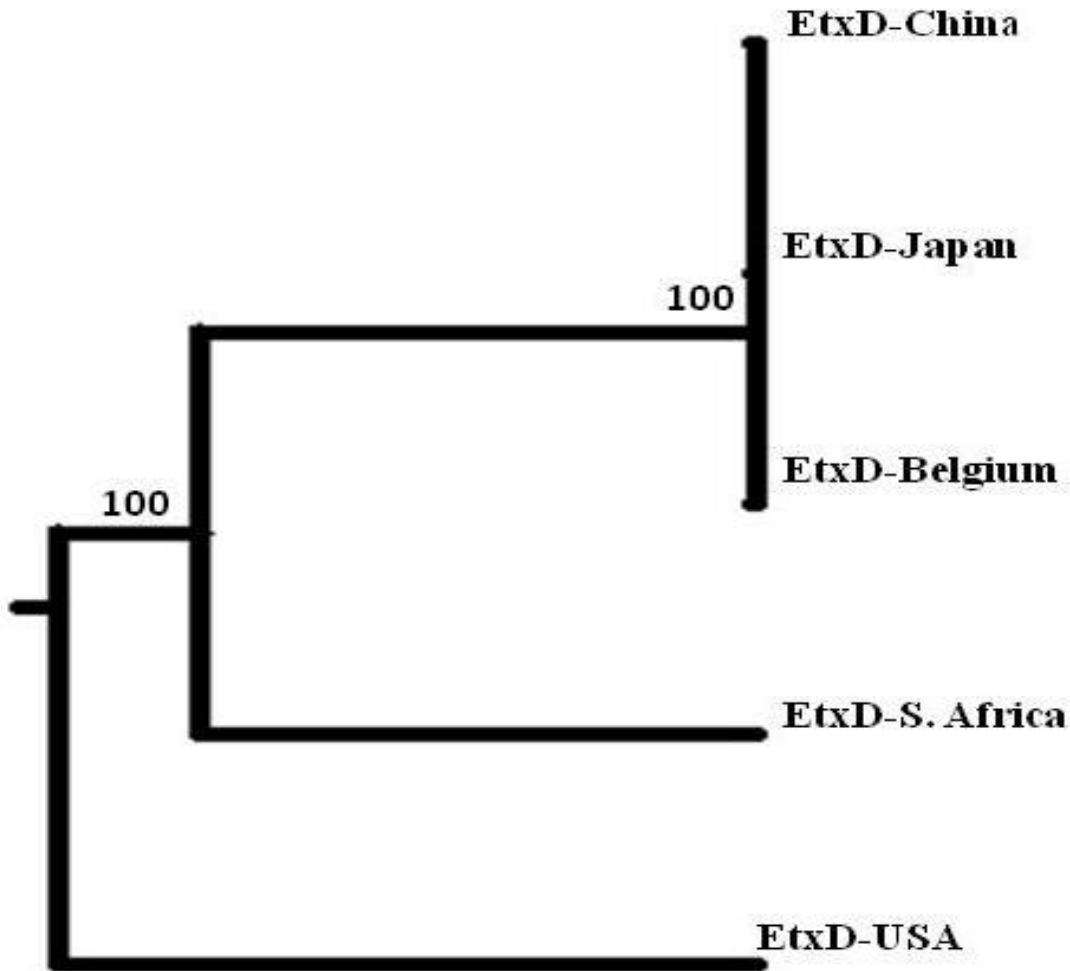 EtxD-China
EtxD-Japan
100
EtxD-Belgium
100
EtxD-S. Africa
EtxD-USA